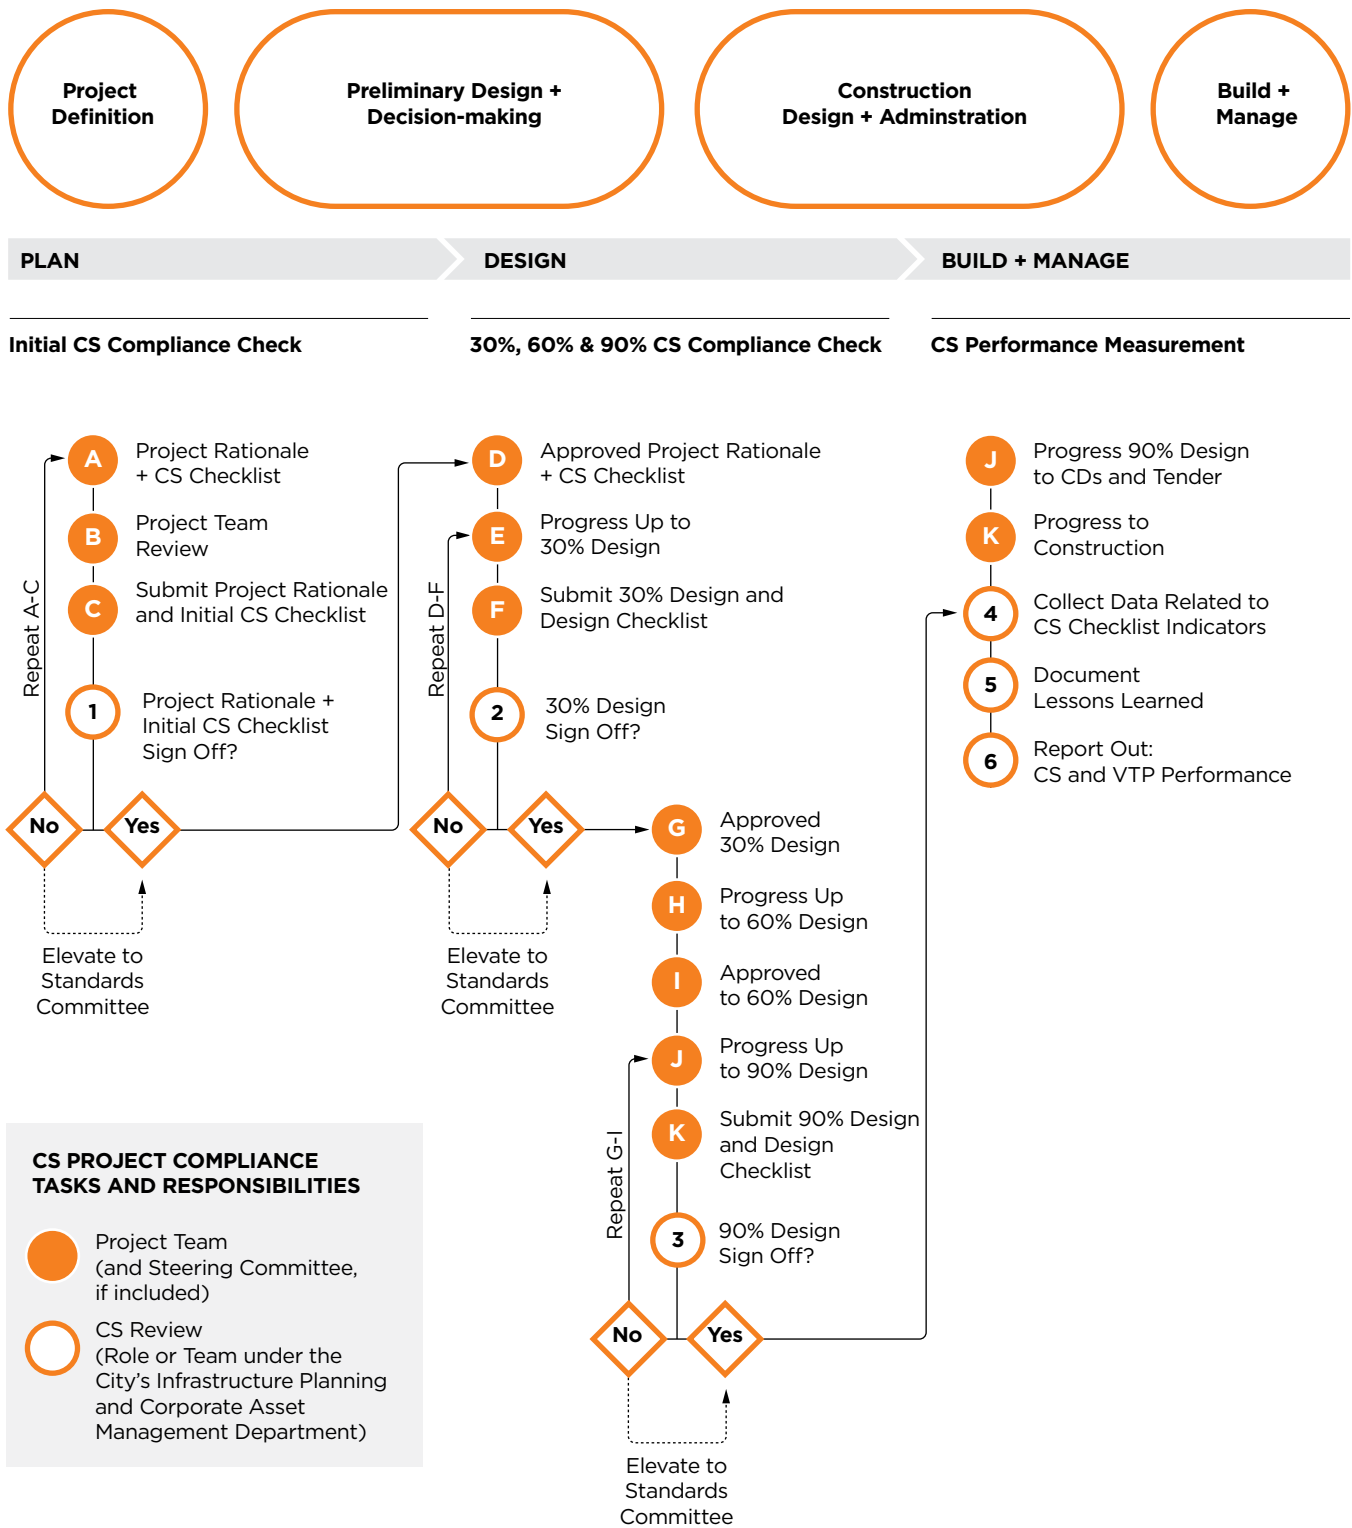 Project
Definition
Preliminary Design +
Decision-making
Construction
Design + Adminstration
Build +
Manage
PLAN
DESIGN
BUILD + MANAGE
Initial CS Compliance Check
30%, 60% & 90% CS Compliance Check
CS Performance Measurement
Repeat A-C
A
Project Rationale
+ CS Checklist
B
Project Team
Review
C
Submit Project Rationale
and Initial CS Checklist
1
Project Rationale +
Initial CS Checklist
Sign Off?
No
Yes
Elevate to
Standards
Committee
Repeat D-F
D
Approved Project Rationale
+ CS Checklist
E
Progress Up to
30% Design
F
Submit 30% Design and
Design Checklist
2
30% Design
Sign Off?
No
Yes
Elevate to
Standards
Committee
G
Approved
30% Design
H
Progress Up
to 60% Design
I
Approved
to 60% Design
J
Progress Up
to 90% Design
K
Submit 90% Design
and Design
Checklist
Repeat G-I
3
90% Design
Sign Off?
No
Yes
Elevate to
Standards
Committee
J
Progress 90% Design
to CDs and Tender
K
Progress to
Construction
4
Collect Data Related to
CS Checklist Indicators
5
Document
Lessons Learned
6
Report Out:
CS and VTP Performance
CS PROJECT COMPLIANCE
TASKS AND RESPONSIBILITIES
Project Team
(and Steering Committee,
if included)
CS Review
(Role or Team under the
City's Infrastructure Planning
and Corporate Asset
Management Department)